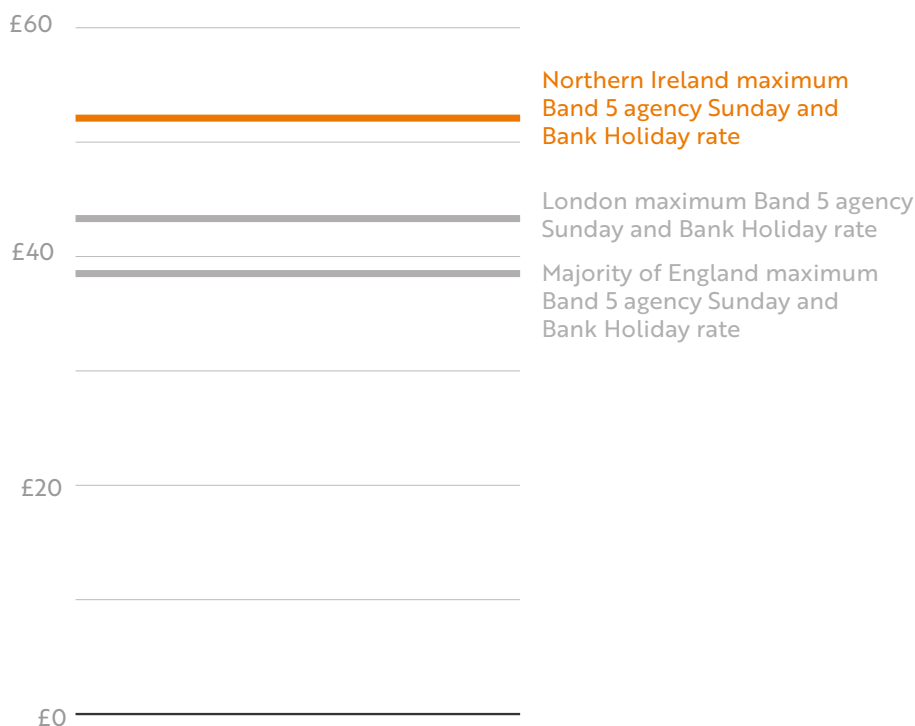 £60
Northern Ireland maximum
Band 5 agency Sunday and
Bank Holiday rate
London maximum Band 5 agency
Sunday and Bank Holiday rate
£40
Majority of England maximum
Band 5 agency Sunday and
Bank Holiday rate
£20
£0